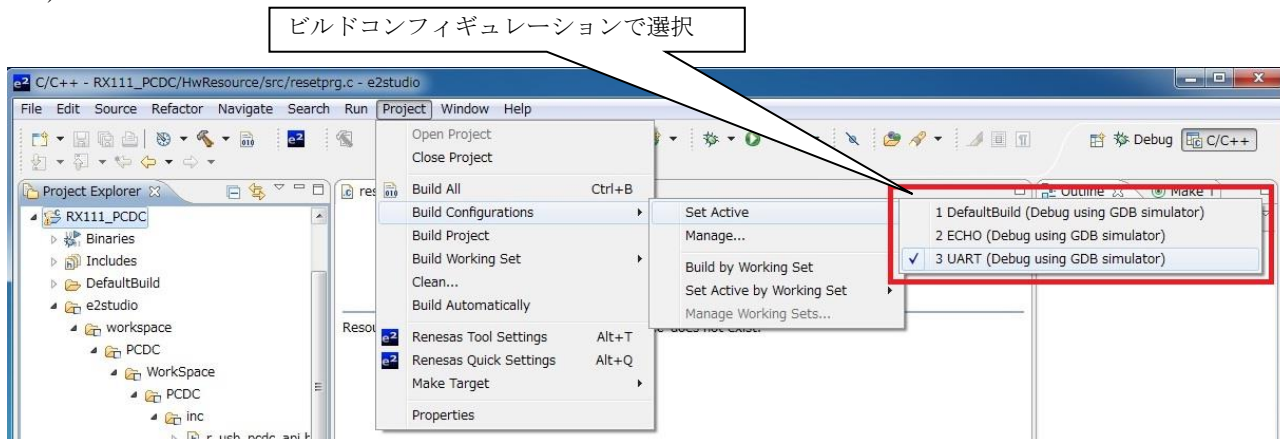 ビルドコンフィギュレーションで選択
C/C++ - RX111_PCDC/HwResource/src/resetprg.c - e2studio
File Edit Source Refactor Navigate Search Run Project Window Help
Debug C/C++
Project Explorer
Outline Make T
RX111_PCDC
Binaries
Includes
DefaultBuild
e2studio
workspace
PCDC
WorkSpace
PCDC
inc
Open Project
Close Project
Build All Ctrl+B
Build Configurations
Build Project
Build Working Set
Clean...
Build Automatically
Renesas Tool Settings Alt+T
Renesas Quick Settings Alt+Q
Make Target
Properties
Set Active
Manage...
Build by Working Set
Set Active by Working Set
Manage Working Sets...
1 DefaultBuild (Debug using GDB simulator)
2 ECHO (Debug using GDB simulator)
3 UART (Debug using GDB simulator)
does not exist.